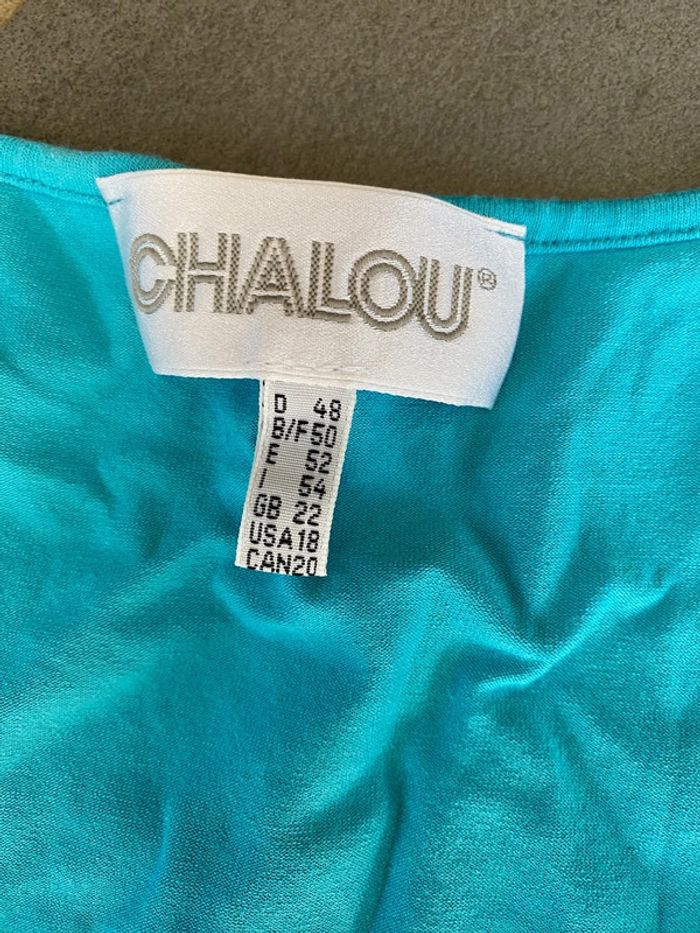 CHALOU®
D 48
B/F 50
E 52
I 54
GB 22
USA 18
CAN 20